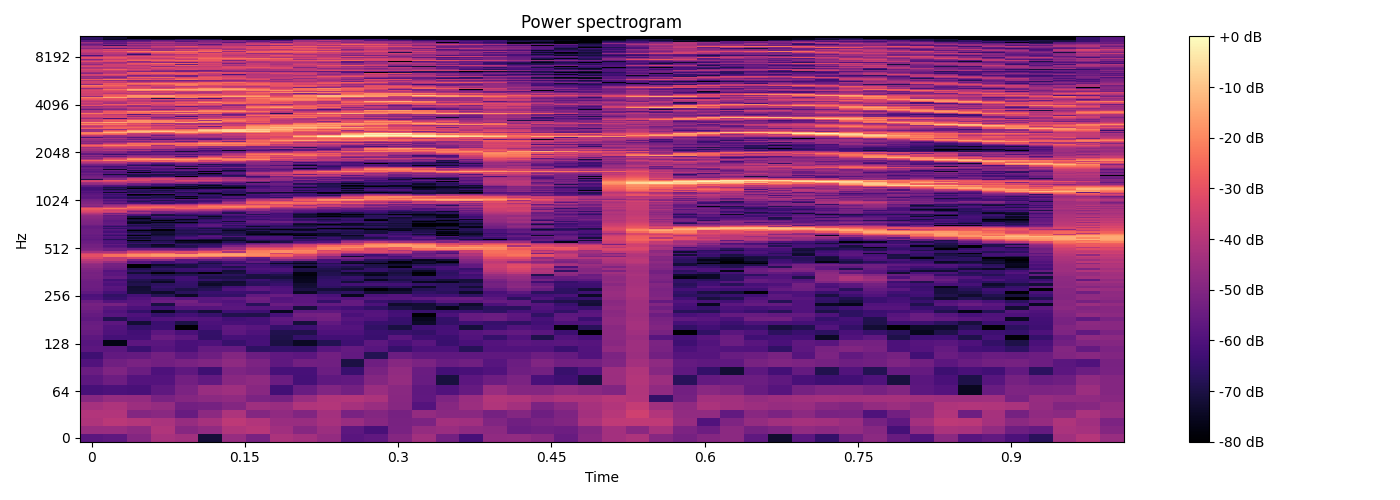 Power spectrogram
Hz
8192
4096
2048
1024
512
256
128
64
0
0 0.15 0.3 0.45 0.6 0.75 0.9
Time
+0 dB
-10 dB
-20 dB
-30 dB
-40 dB
-50 dB
-60 dB
-70 dB
-80 dB